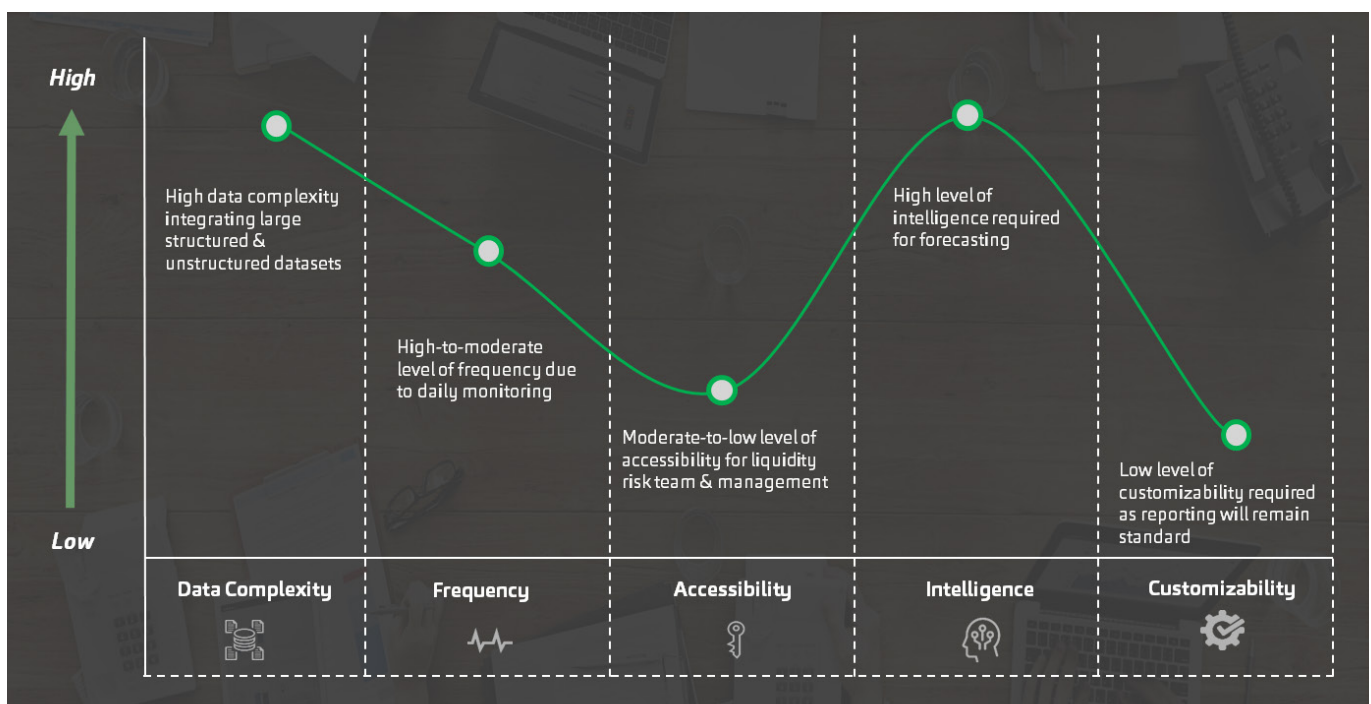 High
High data complexity
integrating large
structured &
unstructured datasets
High-to-moderate
level of frequency due
to daily monitoring
Moderate-to-low level of
accessibility for liquidity
risk team & management
High level of
intelligence required
for forecasting
Low level of
customizability required
as reporting will remain
standard
Low
Data Complexity
Frequency
Accessibility
Intelligence
Customizability